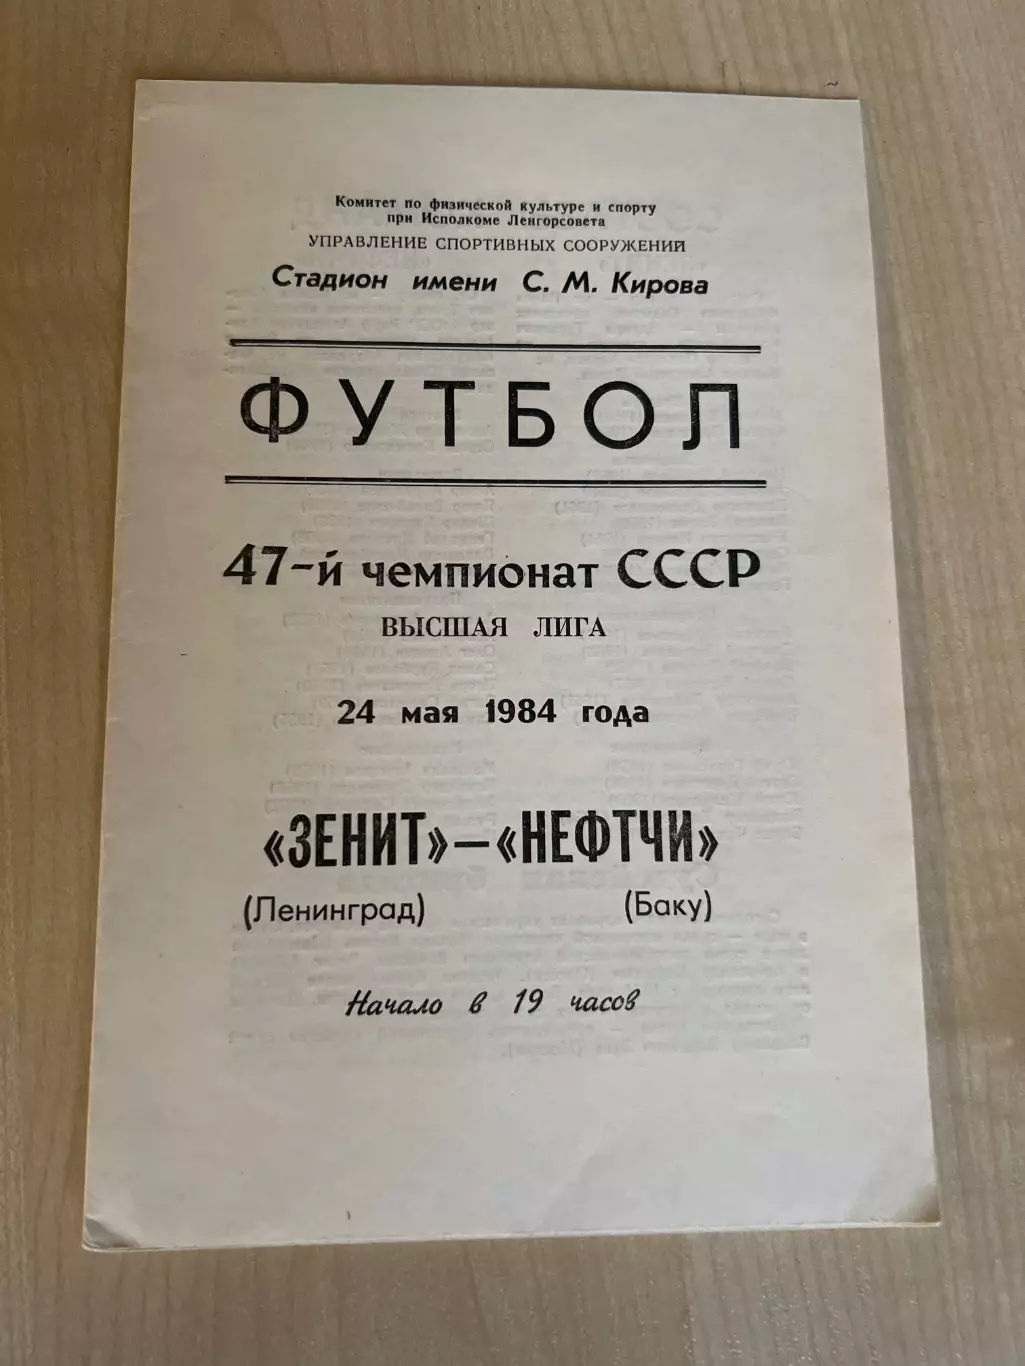 Комитет по физической культуре и спорту
при Исполкоме Ленгорсовета
УПРАВЛЕНИЕ СПОРТИВНЫХ СООРУЖЕНИЙ
Стадион имени С. М. Кирова
ФУТБОЛ
47-й чемпионат СССР
ВЫСШАЯ ЛИГА
24 мая 1984 года
«ЗЕНИТ»—«НЕФТЧИ»
(Ленинград) (Баку)
Начало в 19 часов